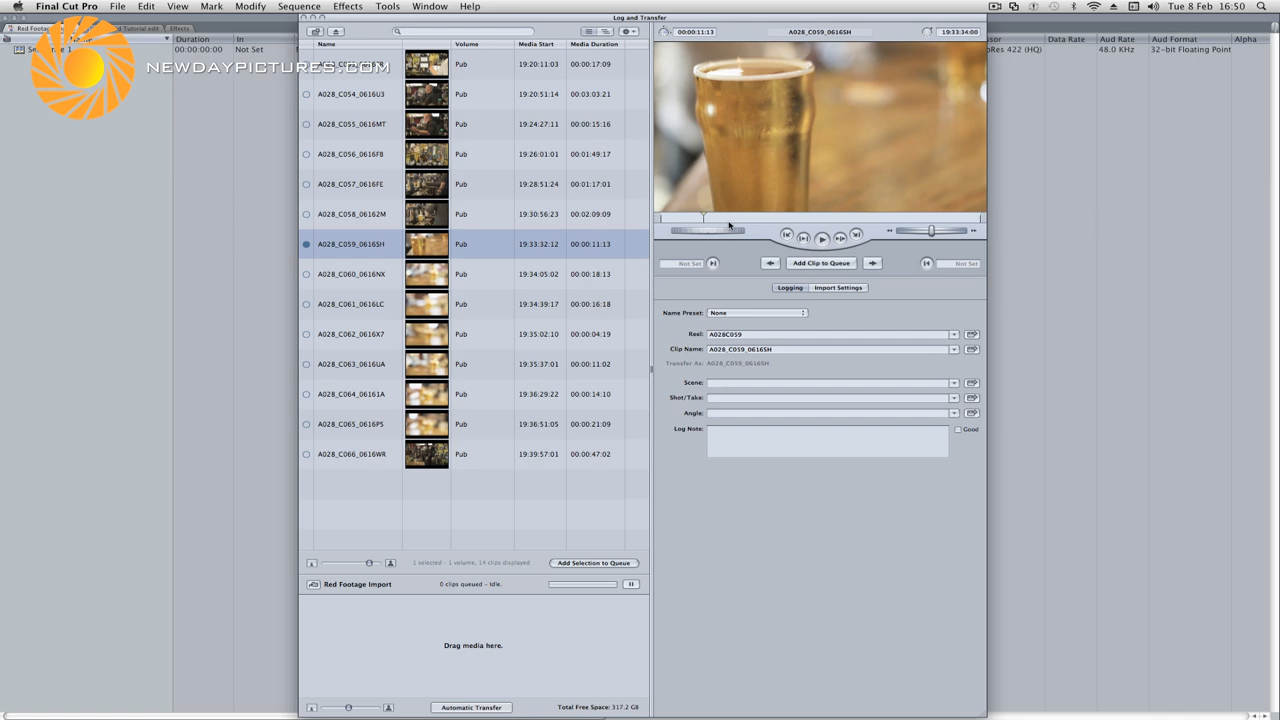 Final Cut Pro File Edit View Mark Modify Sequence Effects Tools Window Help Tue 8 Feb 16:50
Log and Transfer
Red Footage Tutorial edit Effects
Duration In Data Rate Aud Rate Aud Format Alpha
Sequence 1 00:00:00:00 Not Set Res 422 (HQ) 48.0 KHz 32-bit Floating Point
NEWDAYPICTURES.COM
Name Volume Media Start Media Duration
Pub 19:20:11:03 00:00:17:09
A028_C054_0616U3 Pub 19:20:51:14 00:03:03:21
A028_C055_0616MT Pub 19:24:27:11 00:00:15:16
A028_C056_0616F8 Pub 19:26:01:01 00:01:49:17
A028_C057_0616FE Pub 19:28:51:24 00:01:17:01
A028_C058_06162M Pub 19:30:56:23 00:02:09:09
A028_C059_0616SH Pub 19:33:32:12 00:00:11:13
A028_C060_0616NX Pub 19:34:05:02 00:00:18:13
A028_C061_0616LC Pub 19:34:39:17 00:00:16:18
A028_C062_0616X7 Pub 19:35:02:10 00:00:04:19
A028_C063_0616UA Pub 19:35:37:01 00:00:11:02
A028_C064_06161A Pub 19:36:29:22 00:00:14:10
A028_C065_0616P5 Pub 19:36:51:05 00:00:21:09
A028_C066_0616WR Pub 19:39:57:01 00:00:47:02
1 selected - 1 volume, 14 clips displayed Add Selection to Queue
Red Footage Import 0 clips queued - Idle.
Drag media here.
Automatic Transfer Total Free Space: 317.2 GB
00:00:11:13 A028_C059_0616SH 19:33:34:00
Not Set Add Clip to Queue Not Set
Logging Import Settings
Name Preset: None
Reel: A028C059
Clip Name: A028_C059_0616SH
Transfer As: A028_C059_0616SH
Scene:
Shot/Take:
Angle:
Log Note: Good